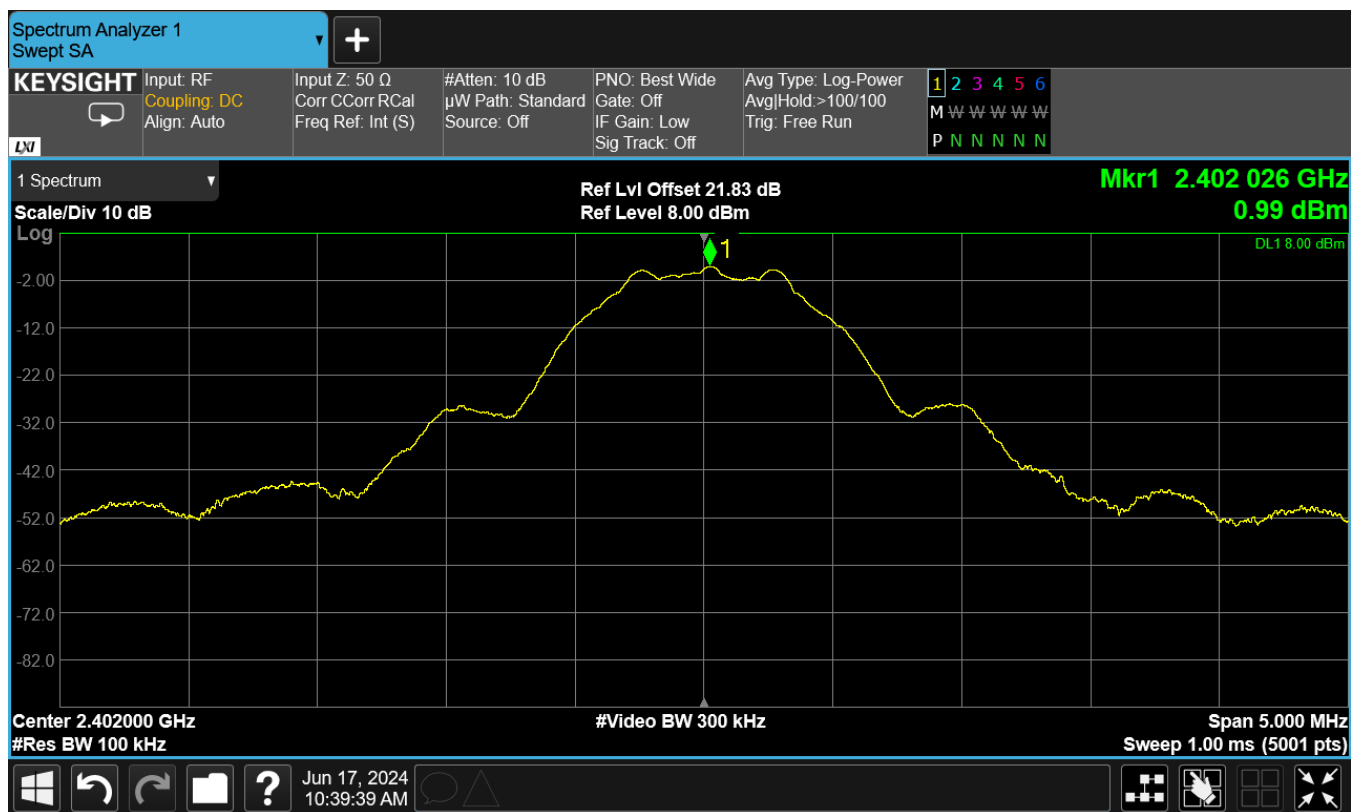 Spectrum Analyzer 1
Swept SA
+
KEYSIGHT
LXI
Input: RF
Coupling: DC
Align: Auto
Input Z: 50 Ω
Corr CCorr RCal
Freq Ref: Int (S)
#Atten: 10 dB
µW Path: Standard
Source: Off
PNO: Best Wide
Gate: Off
IF Gain: Low
Sig Track: Off
Avg Type: Log-Power
Avg|Hold:>100/100
Trig: Free Run
1 2 3 4 5 6
M W W W W W
P N N N N N
1 Spectrum
Scale/Div 10 dB
Log
Ref Lvl Offset 21.83 dB
Ref Level 8.00 dBm
Mkr1 2.402 026 GHz
0.99 dBm
DL1 8.00 dBm
1
-2.00
-12.0
-22.0
-32.0
-42.0
-52.0
-62.0
-72.0
-82.0
Center 2.402000 GHz
#Res BW 100 kHz
#Video BW 300 kHz
Span 5.000 MHz
Sweep 1.00 ms (5001 pts)
?
Jun 17, 2024
10:39:39 AM